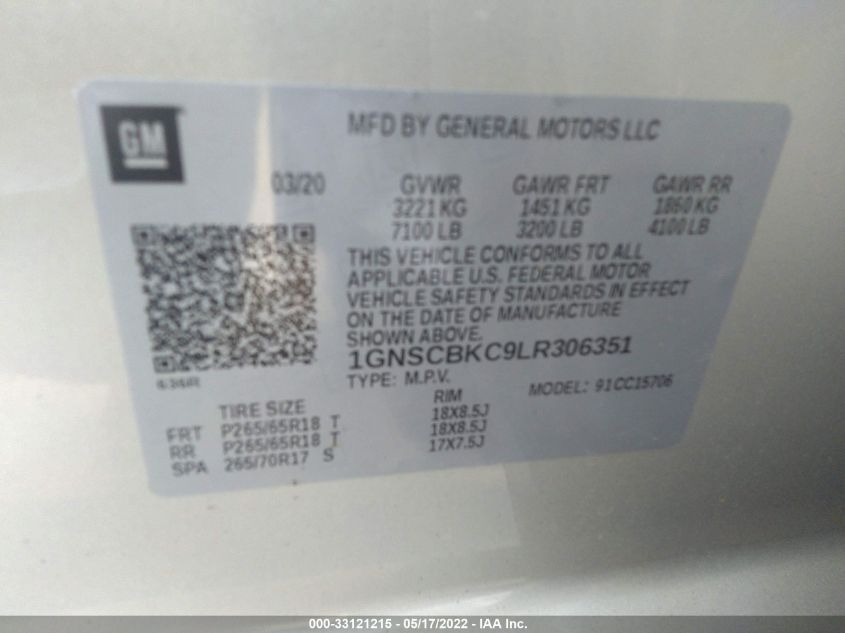 GM
MFD BY GENERAL MOTORS LLC
03/20 GVWR GAWR FRT GAWR RR
3221 KG 1451 KG 1860 KG
7100 LB 3200 LB 4100 LB
THIS VEHICLE CONFORMS TO ALL
APPLICABLE U.S. FEDERAL MOTOR
VEHICLE SAFETY STANDARDS IN EFFECT
ON THE DATE OF MANUFACTURE
SHOWN ABOVE.
1GNSCBKC9LR306351
TYPE: M.P.V. MODEL: 91CC15706
TIRE SIZE RIM
FRT P265/65R18 T 18X8.5J
RR P265/65R18 T 18X8.5J
SPA 265/70R17 S 17X7.5J
000-33121215 - 05/17/2022 - IAA Inc.